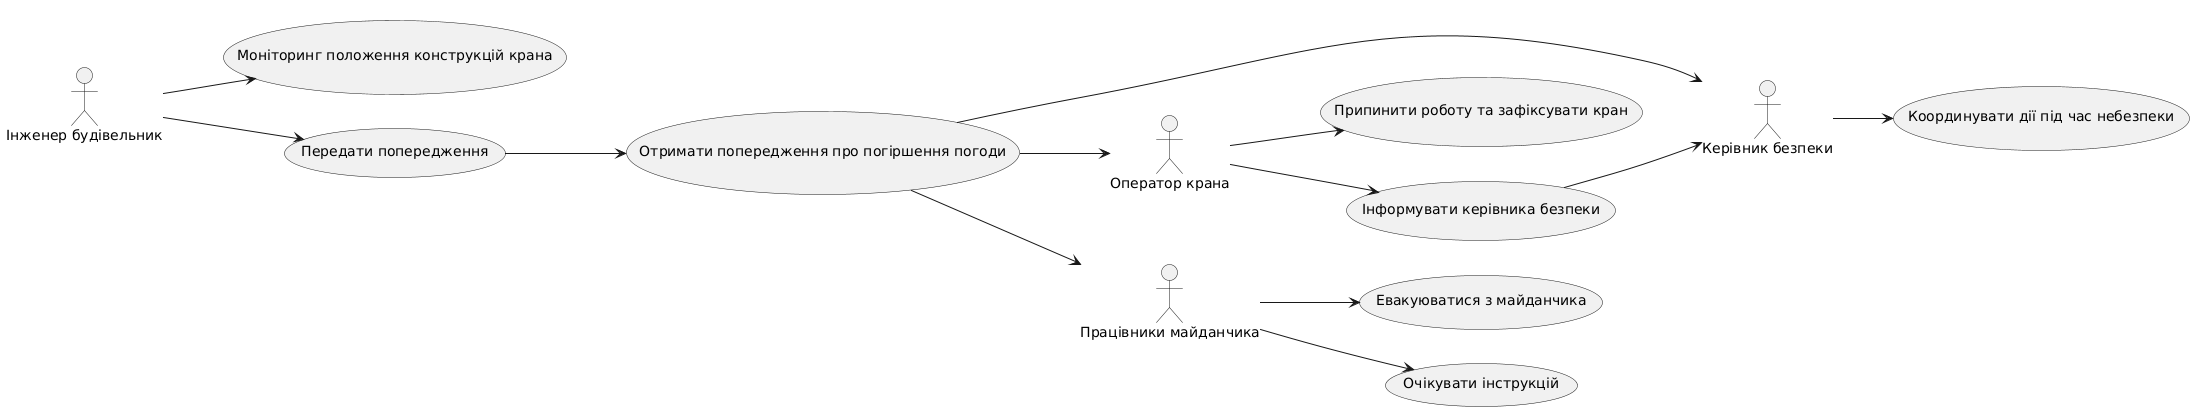 Моніторинг положення конструкцій крана
Інженер будівельник
Передати попередження
Отримати попередження про погіршення погоди
Оператор крана
Працівники майданчика
Припинити роботу та зафіксувати кран
Інформувати керівника безпеки
Евакуюватися з майданчика
Очікувати інструкцій
Керівник безпеки
Координувати дії під час небезпеки